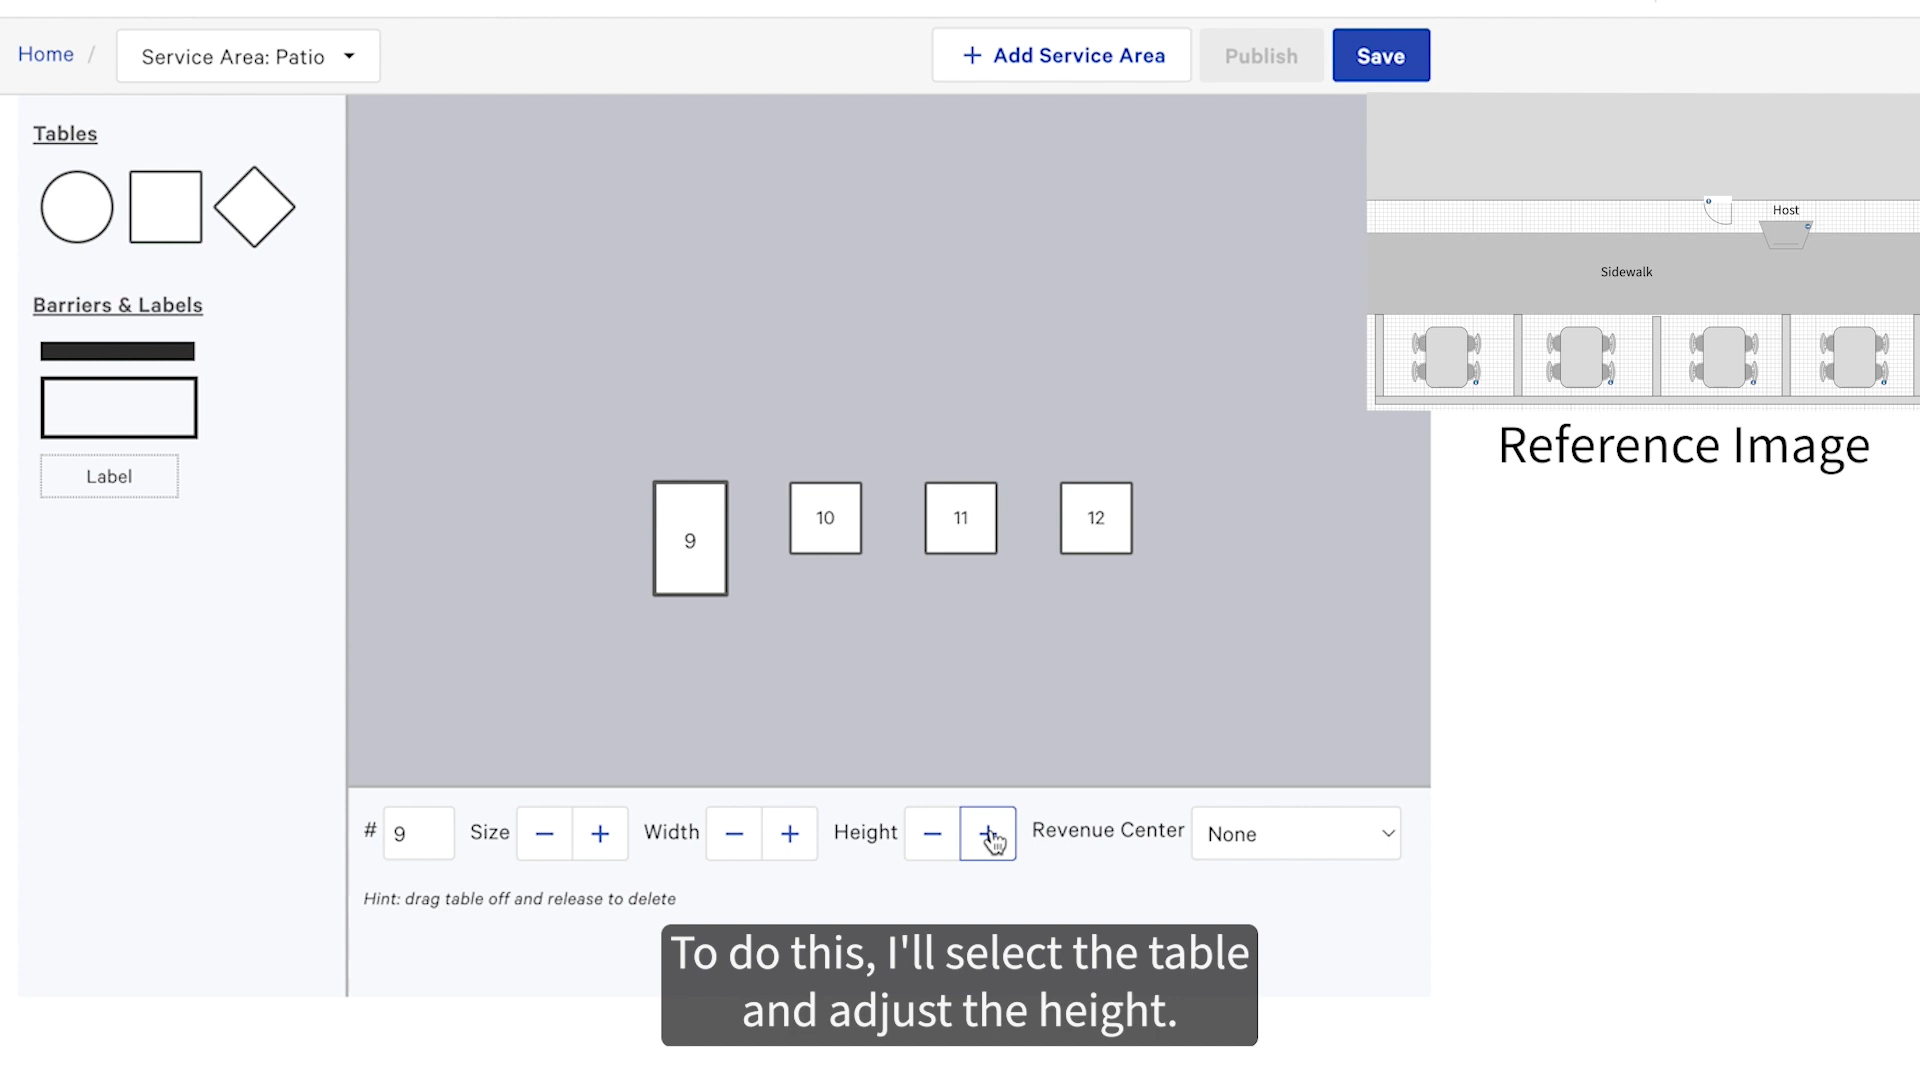 Home /
Service Area: Patio
+ Add Service Area
Publish
Save
Tables
Barriers & Labels
Label
9
10
11
12
Host
Sidewalk
Reference Image
# 9
Size − +
Width − +
Height − +
Revenue Center
None
Hint: drag table off and release to delete
To do this, I'll select the table
and adjust the height.